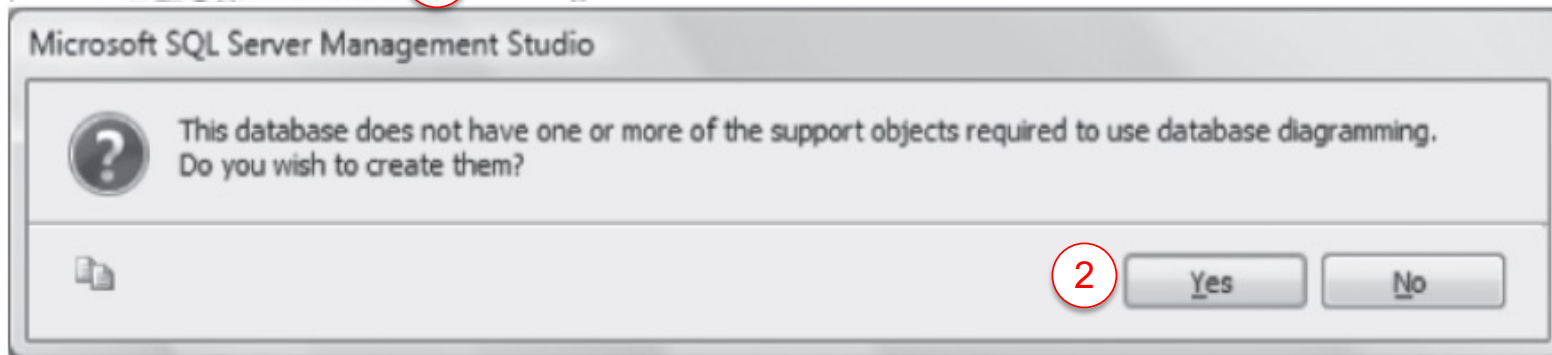 Microsoft SQL Server Management Studio
This database does not have one or more of the support objects required to use database diagramming.
Do you wish to create them?
2 Yes No